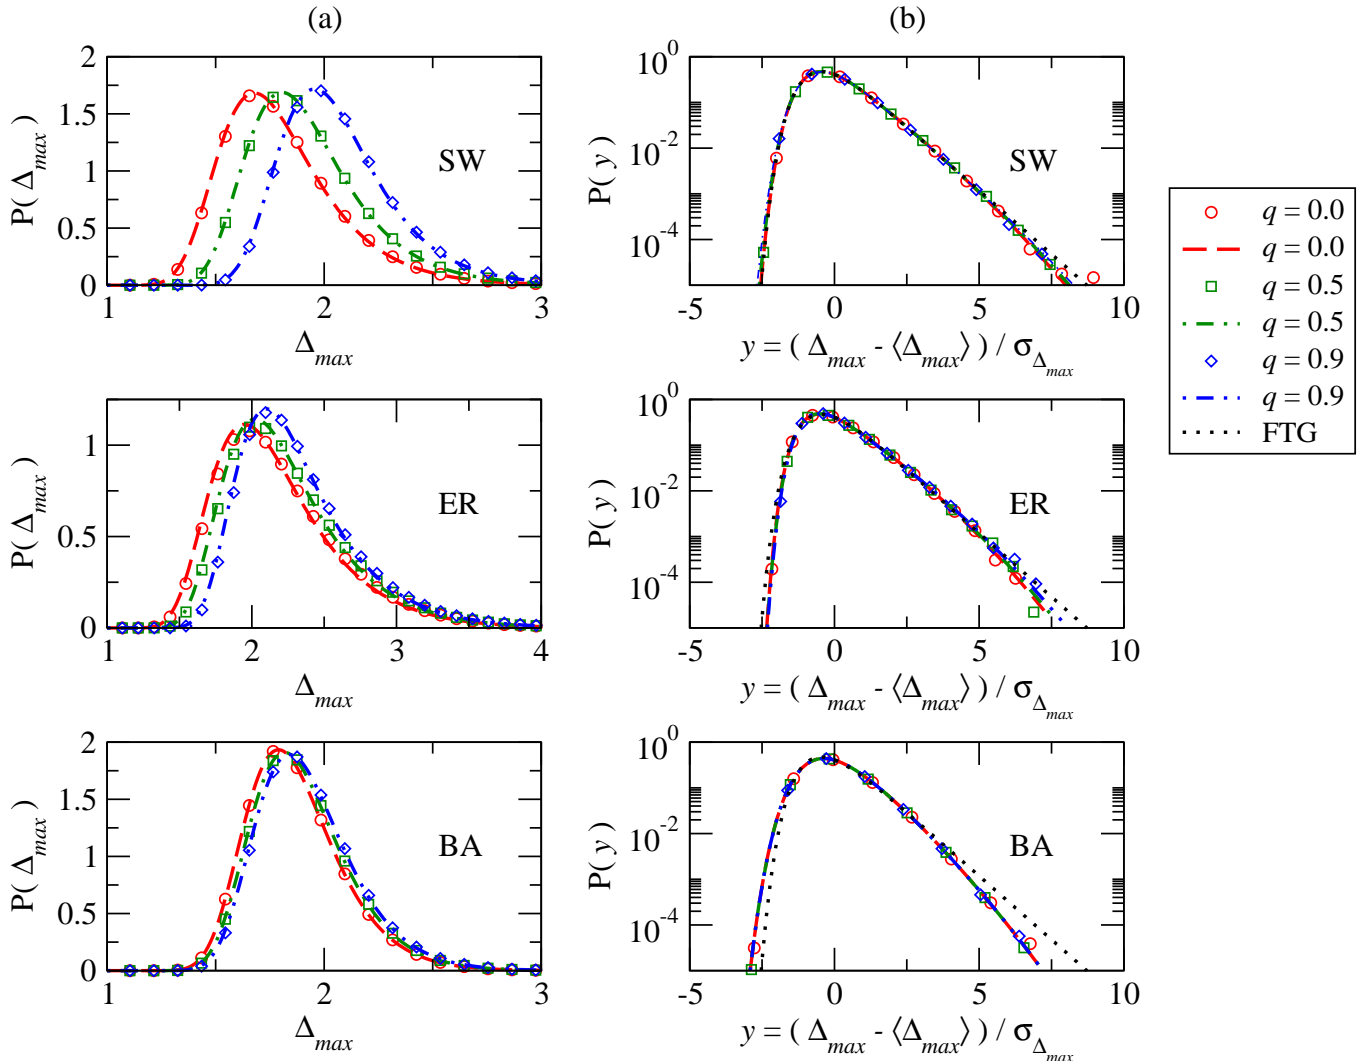 (a)
(b)
2
1.5
1
0.5
0
P(Δmax)
SW
1
2
3
Δmax
10^0
10^-2
10^-4
P(y)
SW
-5
0
5
10
y = ( Δmax - ⟨Δmax⟩ ) / σΔmax
q = 0.0
q = 0.0
q = 0.5
q = 0.5
q = 0.9
q = 0.9
FTG
1
0.5
0
P(Δmax)
ER
1
2
3
4
Δmax
10^0
10^-2
10^-4
P(y)
ER
-5
0
5
10
y = ( Δmax - ⟨Δmax⟩ ) / σΔmax
2
1.5
1
0.5
0
P(Δmax)
BA
1
2
3
Δmax
10^0
10^-2
10^-4
P(y)
BA
-5
0
5
10
y = ( Δmax - ⟨Δmax⟩ ) / σΔmax